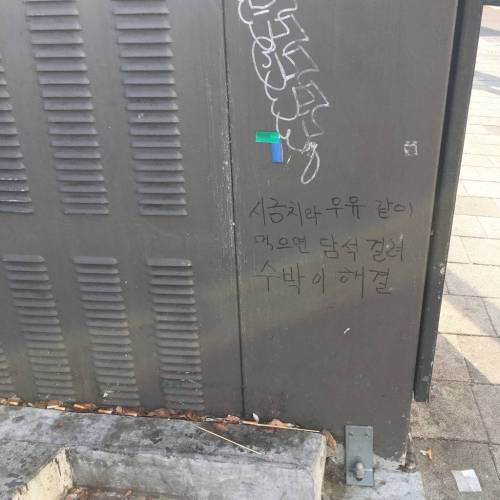 시금치와 우유 같이
먹으면 담석 걸려
수박이 해결